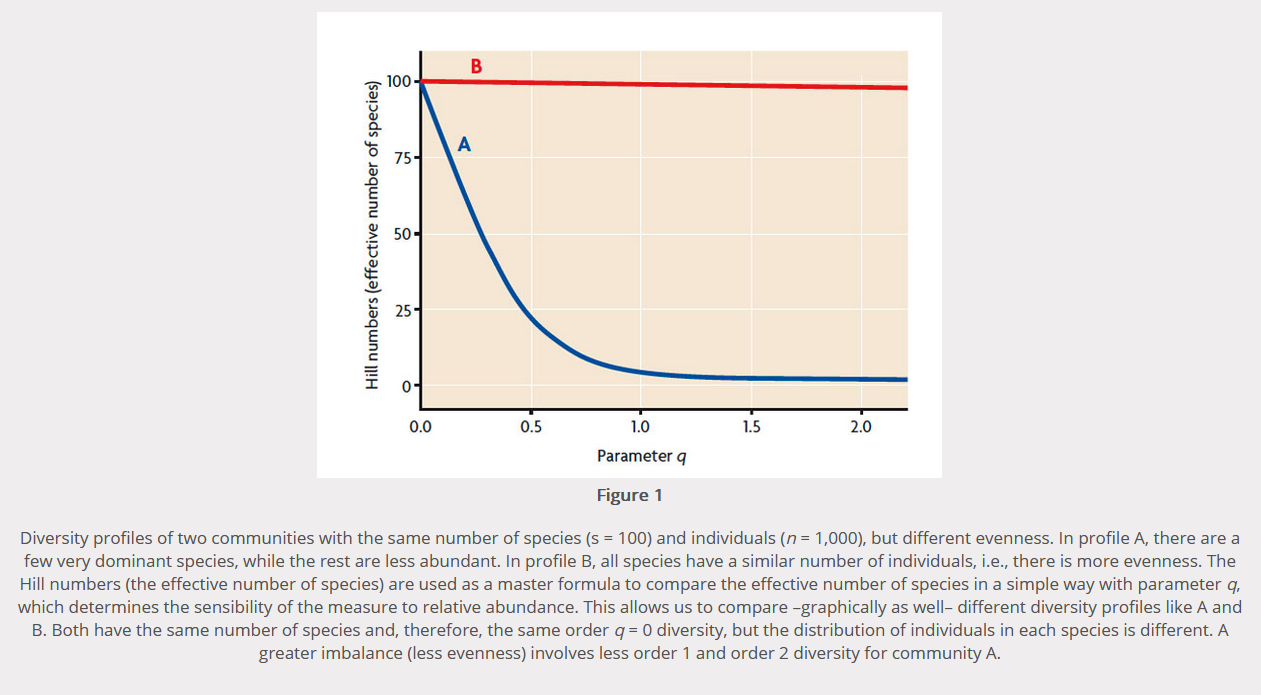 B
A
100
75
50
25
0
Hill numbers (effective number of species)
0.0 0.5 1.0 1.5 2.0
Parameter q
Figure 1
Diversity profiles of two communities with the same number of species (s = 100) and individuals (n = 1,000), but different evenness. In profile A, there are a
few very dominant species, while the rest are less abundant. In profile B, all species have a similar number of individuals, i.e., there is more evenness. The
Hill numbers (the effective number of species) are used as a master formula to compare the effective number of species in a simple way with parameter q,
which determines the sensibility of the measure to relative abundance. This allows us to compare –graphically as well– different diversity profiles like A and
B. Both have the same number of species and, therefore, the same order q = 0 diversity, but the distribution of individuals in each species is different. A
greater imbalance (less evenness) involves less order 1 and order 2 diversity for community A.